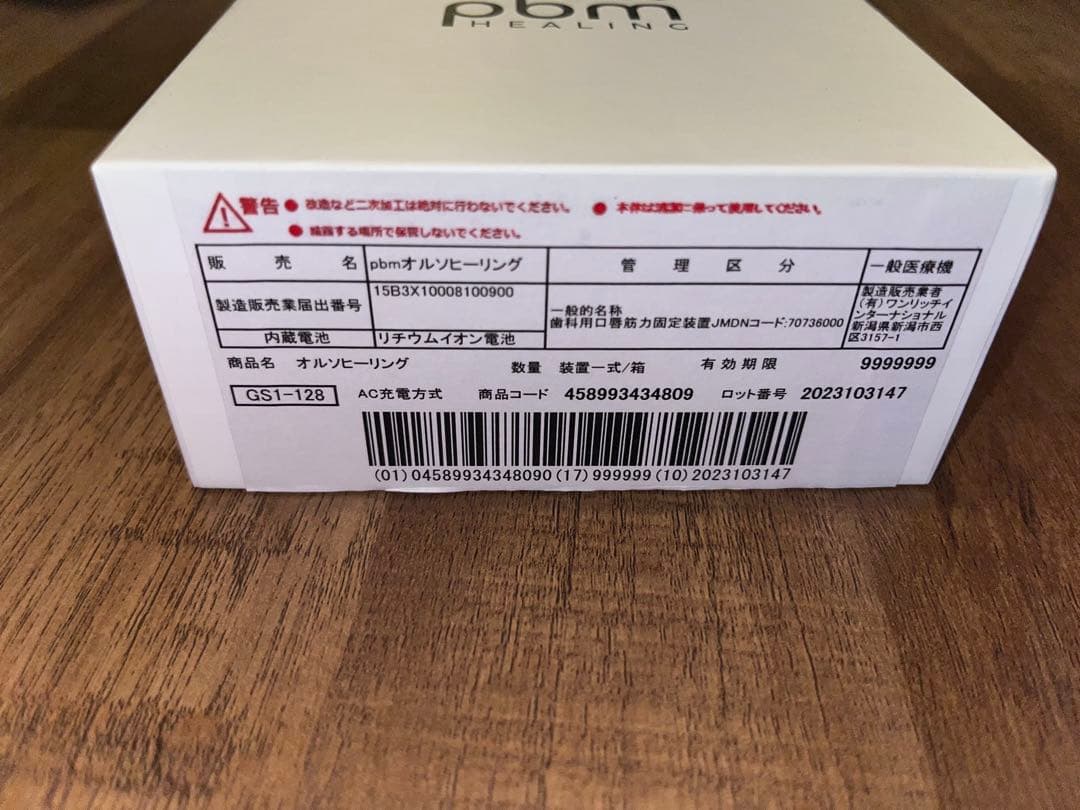 pbm
HEALING
警告 ● 改造など二次加工は絶対に行わないでください。 ● 本体は清潔に保って使用してください。
● 結露する場所で保管しないでください。
販売名 pbmオルソヒーリング 管理区分 一般医療機
製造販売業届出番号 15B3X10008100900
一般的名称
歯科用口唇筋力固定装置JMDNコード:70736000
製造販売業者
(有)ワンリッチイ
ンターナショナル
新潟県新潟市西
区3157-1
内蔵電池 リチウムイオン電池
商品名 オルソヒーリング 数量 装置一式/箱 有効期限 9999999
GS1-128 AC充電方式 商品コード 458993434809 ロット番号 2023103147
(01)04589934348090(17)999999(10)2023103147